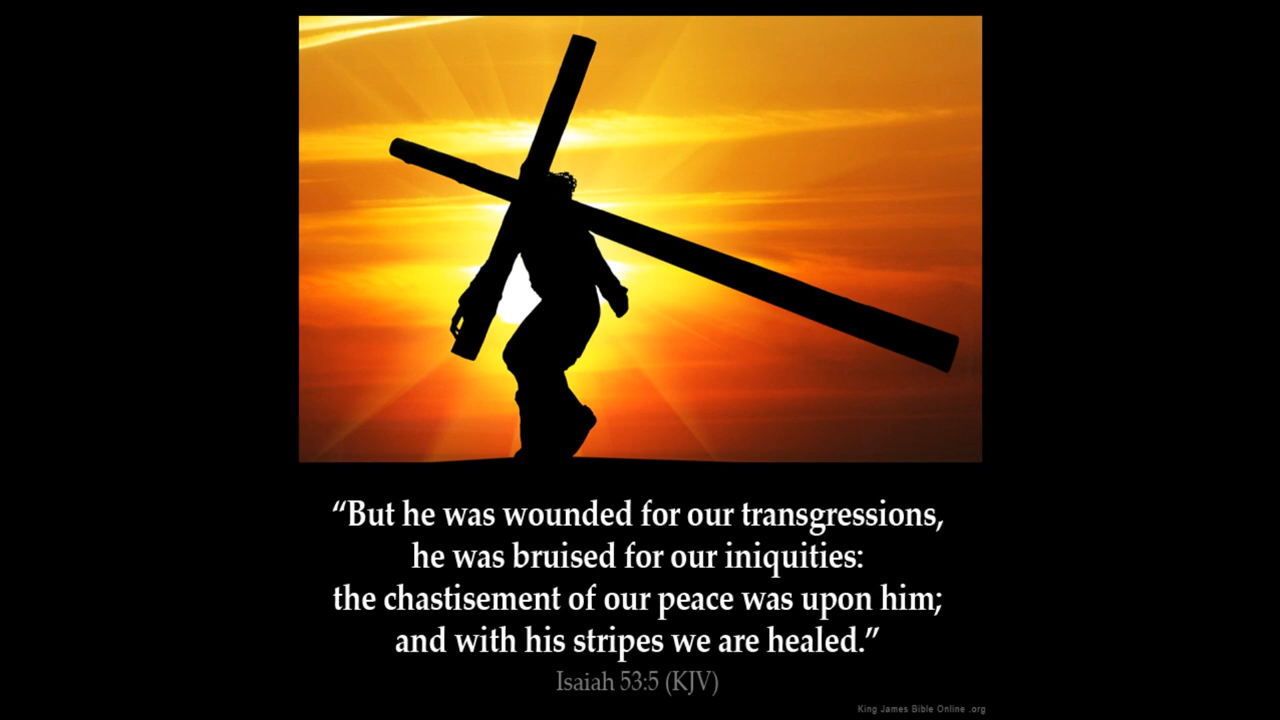 “But he was wounded for our transgressions,
he was bruised for our iniquities:
the chastisement of our peace was upon him;
and with his stripes we are healed.”
Isaiah 53:5 (KJV)
King James Bible Online .org